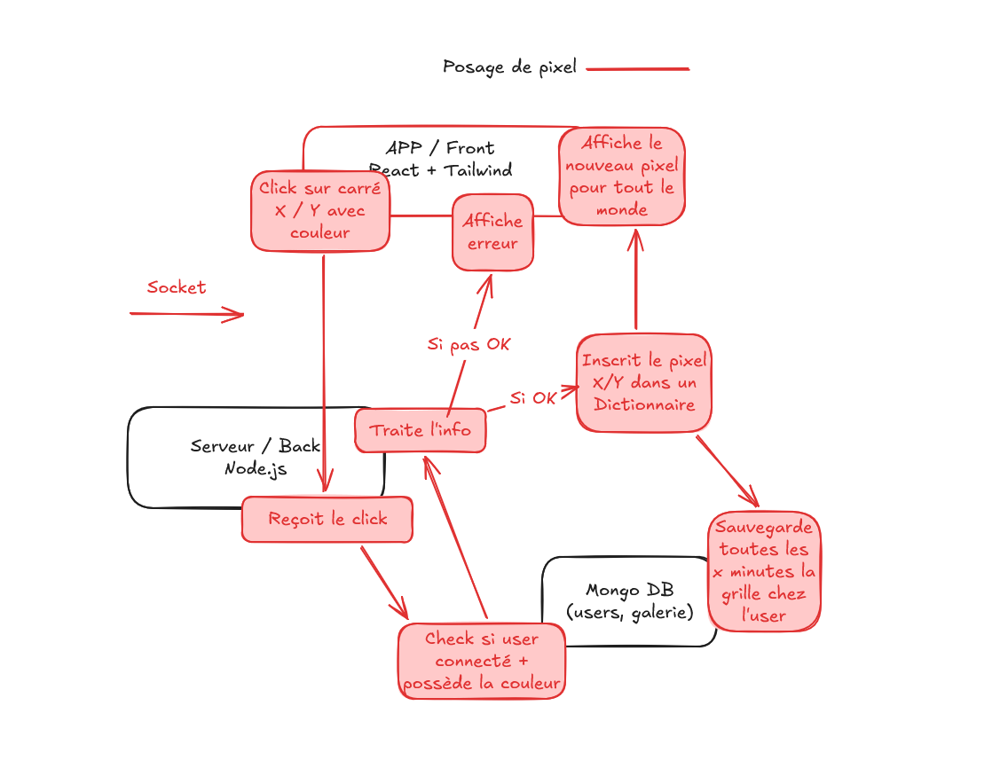 Posage de pixel
APP / Front
React + Tailwind
Affiche le
nouveau pixel
pour tout le
monde
Click sur carré
X / Y avec
couleur
Affiche
erreur
Socket
Si pas OK
Si OK
Inscrit le pixel
X/Y dans un
Dictionnaire
Traite l'info
Serveur / Back
Node.js
Reçoit le click
Sauvegarde
toutes les
x minutes la
grille chez
l'user
Mongo DB
(users, galerie)
Check si user
connecté +
possède la couleur